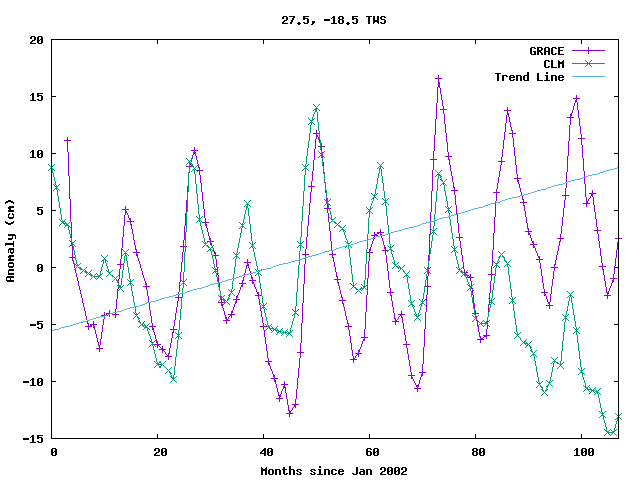 27.5, -18.5 TWS
GRACE
CLM
Trend Line
20
15
10
5
0
-5
-10
-15
Anomaly (cm)
0 20 40 60 80 100
Months since Jan 2002